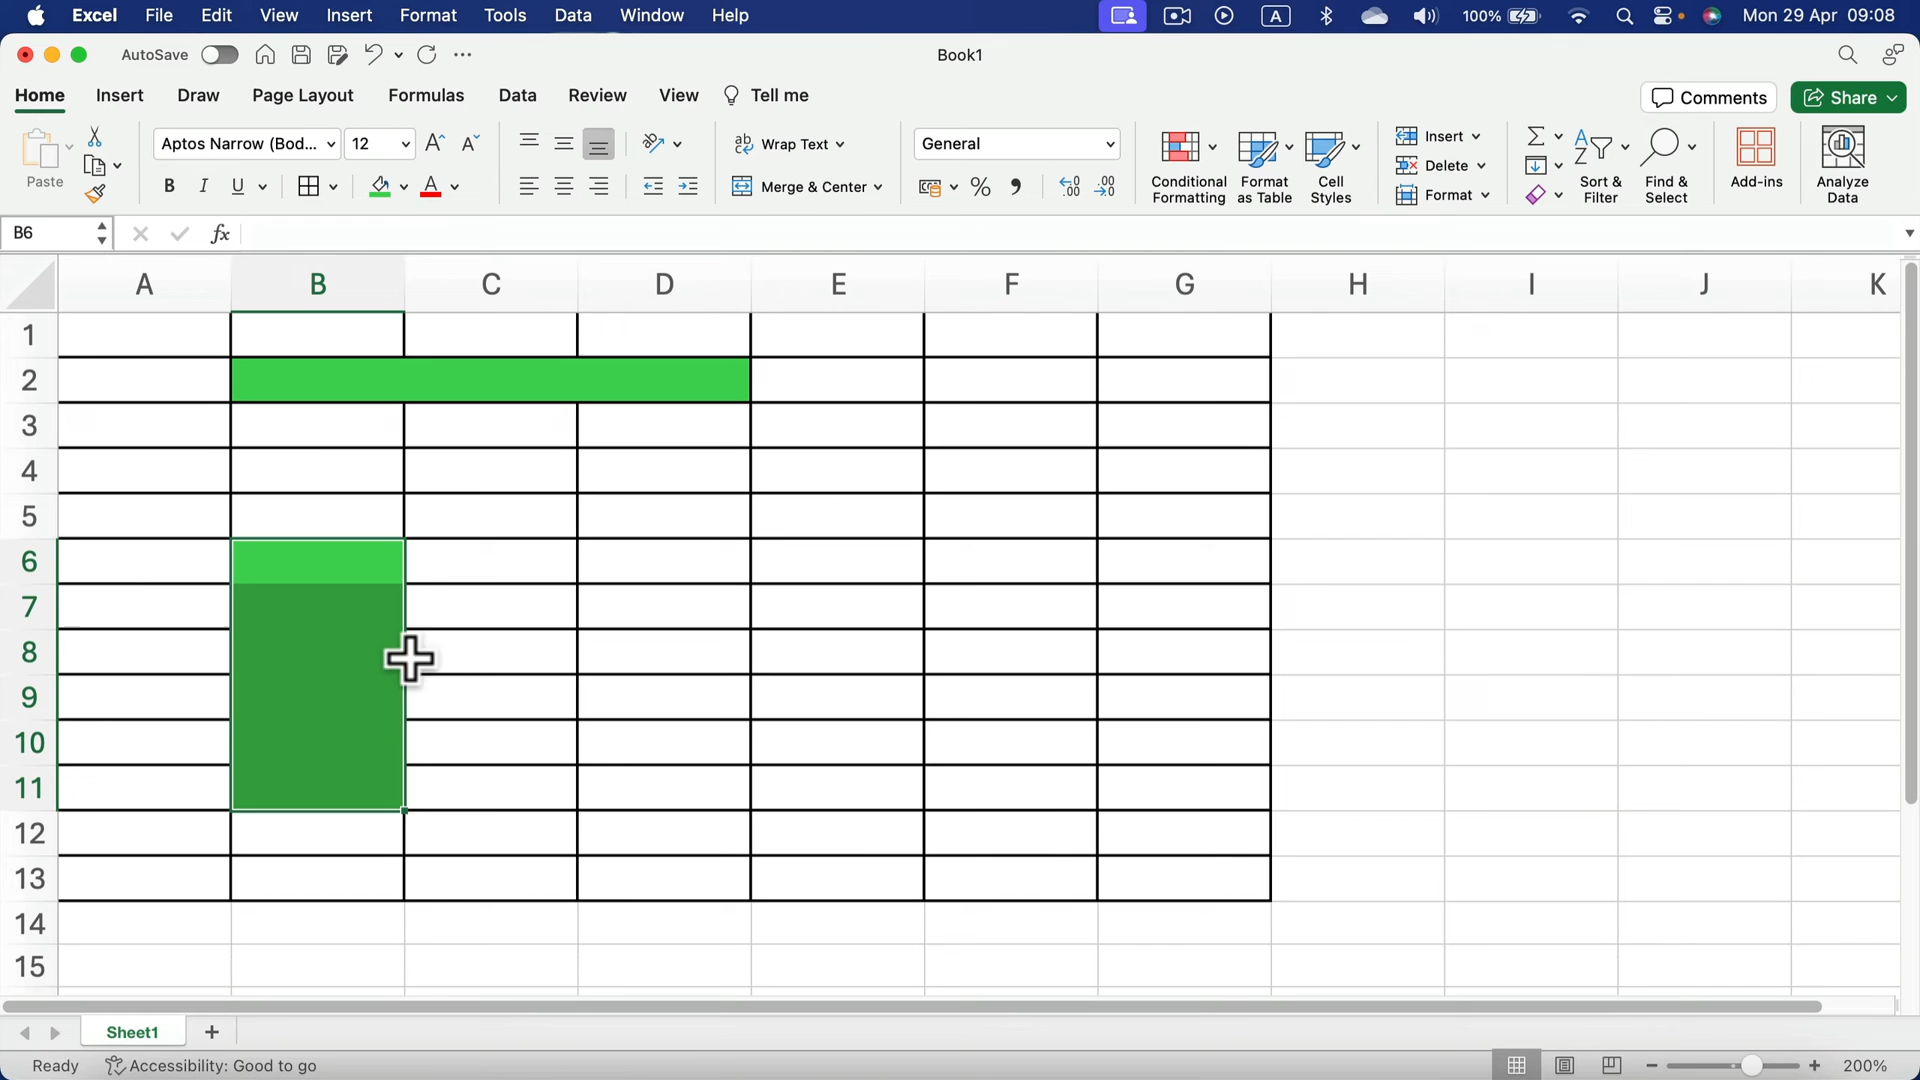 Excel File Edit View Insert Format Tools Data Window Help A 100% Mon 29 Apr 09:08
AutoSave Book1
Home Insert Draw Page Layout Formulas Data Review View Tell me Comments Share
Paste Aptos Narrow (Bod... 12 A A ab Wrap Text General Conditional Formatting Format as Table Cell Styles Insert Σ A Z Sort & Filter Find & Select Add-ins Analyze Data
B I U A Merge & Center % , .00 .00 Delete
Format
B6 fx
A B C D E F G H I J K
1
2
3
4
5
6
7
8
9
10
11
12
13
14
15
Sheet1 +
Ready Accessibility: Good to go 200%